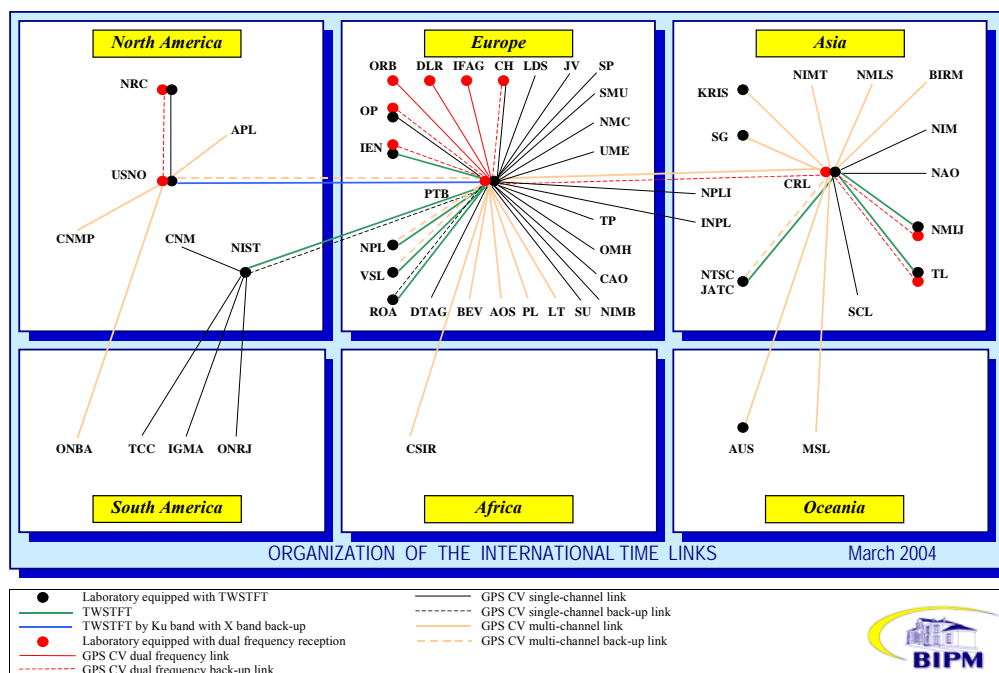 North America
Europe
Asia
NRC
APL
USNO
CNMP
CNM
NIST
ORB DLR IFAG CH LDS JV SP
OP
IEN
SMU
NMC
UME
PTB
NPLI
INPL
TP
OMH
CAO
NPL
VSL
ROA DTAG BEV AOS PL LT SU NIMB
KRIS
NIMT NMLS BIRM
SG
NIM
CRL
NAO
NMIJ
TL
NTSC
JATC
SCL
ONBA TCC IGMA ONRJ
CSIR
AUS MSL
South America
Africa
Oceania
ORGANIZATION OF THE INTERNATIONAL TIME LINKS March 2004
Laboratory equipped with TWSTFT
TWSTFT
TWSTFT by Ku band with X band back-up
Laboratory equipped with dual frequency reception
GPS CV dual frequency link
GPS CV dual frequency back-up link
GPS CV single-channel link
GPS CV single-channel back-up link
GPS CV multi-channel link
GPS CV multi-channel back-up link
BIPM